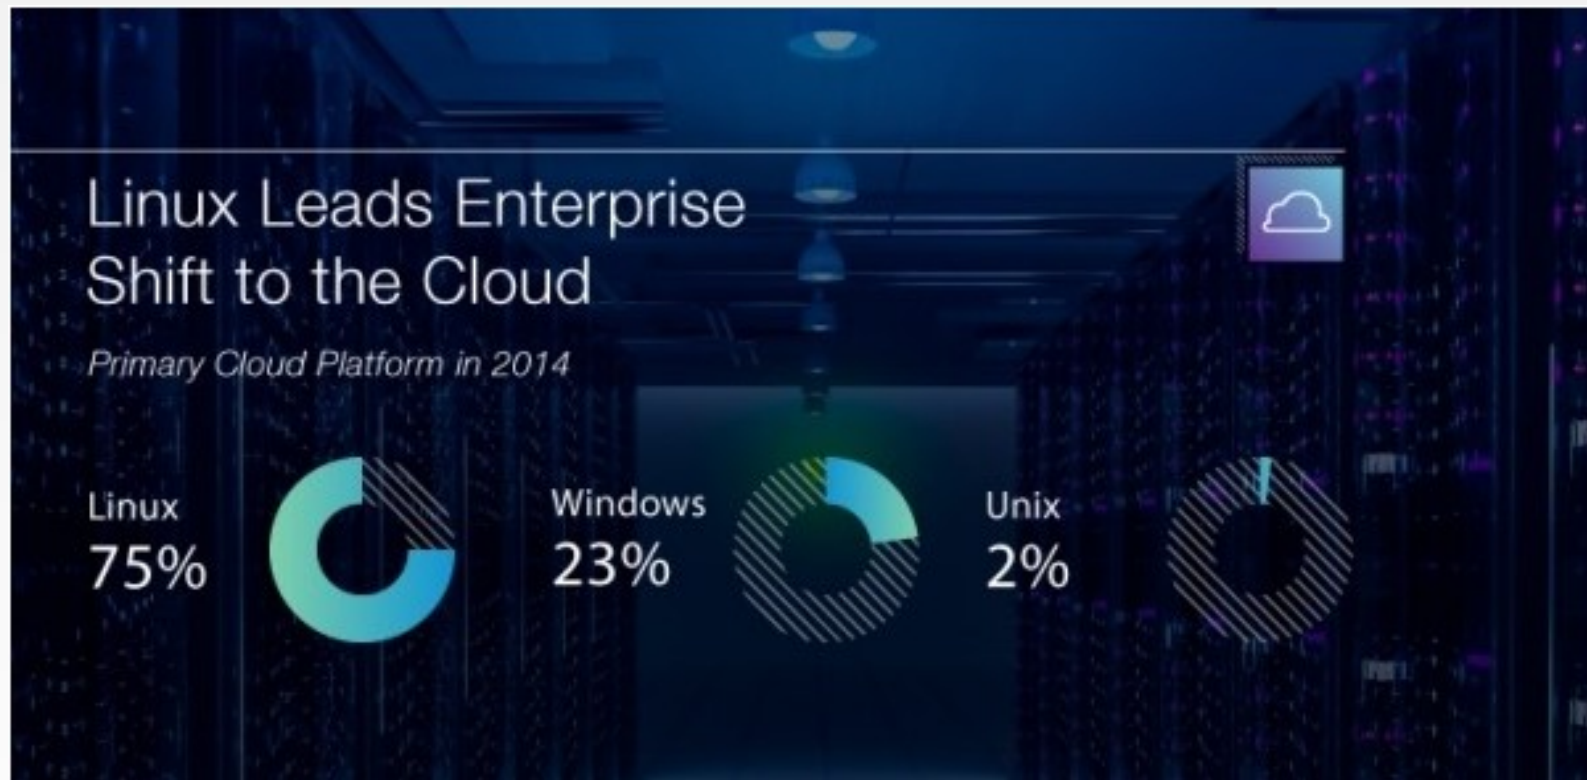 Linux Leads Enterprise
Shift to the Cloud
Primary Cloud Platform in 2014
Linux
75%
Windows
23%
Unix
2%